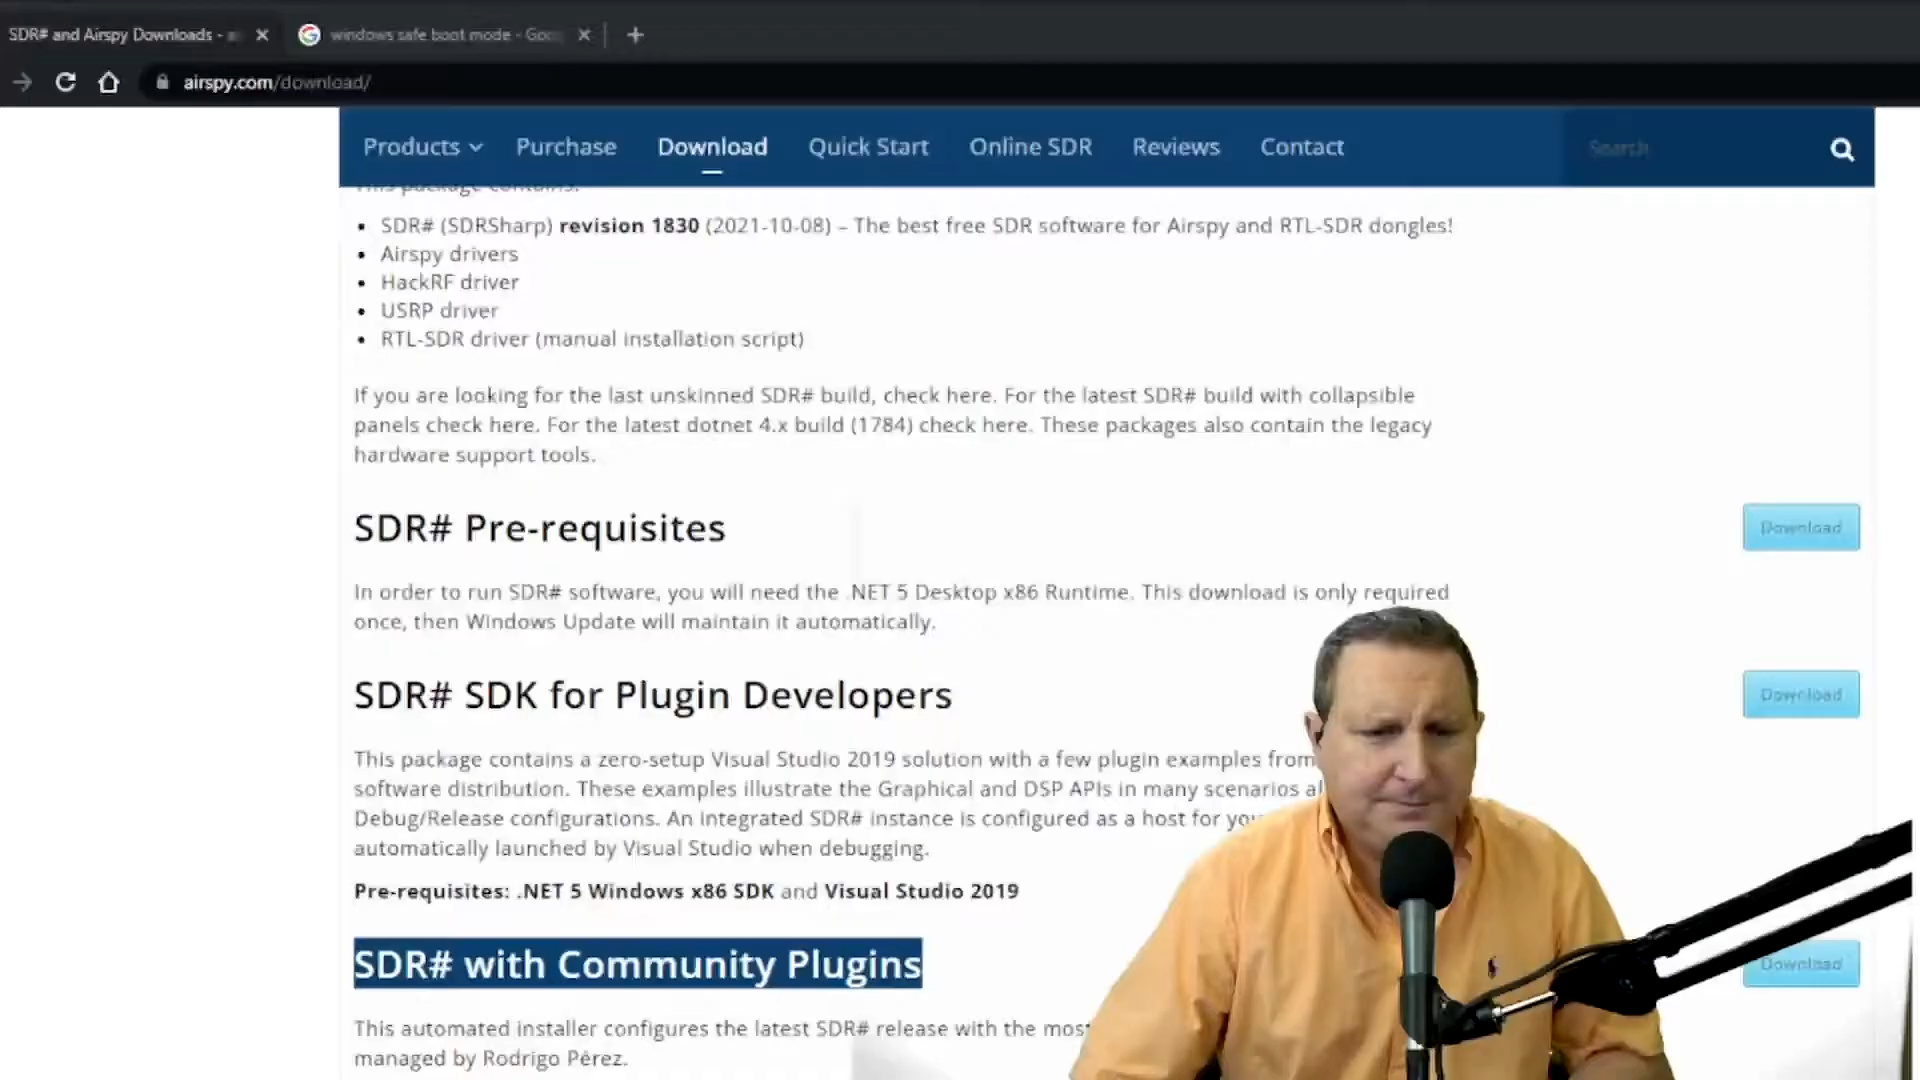 SDR# and Airspy Downloads -
windows safe boot mode - Goo
airspy.com/download/
Products Purchase Download Quick Start Online SDR Reviews Contact Search
This package contains:
SDR# (SDRSharp) revision 1830 (2021-10-08) – The best free SDR software for Airspy and RTL-SDR dongles!
Airspy drivers
HackRF driver
USRP driver
RTL-SDR driver (manual installation script)
If you are looking for the last unskinned SDR# build, check here. For the latest SDR# build with collapsible
panels check here. For the latest dotnet 4.x build (1784) check here. These packages also contain the legacy
hardware support tools.
SDR# Pre-requisites
Download
In order to run SDR# software, you will need the .NET 5 Desktop x86 Runtime. This download is only required
once, then Windows Update will maintain it automatically.
SDR# SDK for Plugin Developers
Download
This package contains a zero-setup Visual Studio 2019 solution with a few plugin examples from
software distribution. These examples illustrate the Graphical and DSP APIs in many scenarios
Debug/Release configurations. An integrated SDR# instance is configured as a host for
automatically launched by Visual Studio when debugging.
Pre-requisites: .NET 5 Windows x86 SDK and Visual Studio 2019
SDR# with Community Plugins
Download
This automated installer configures the latest SDR# release with the most
managed by Rodrigo Pérez.